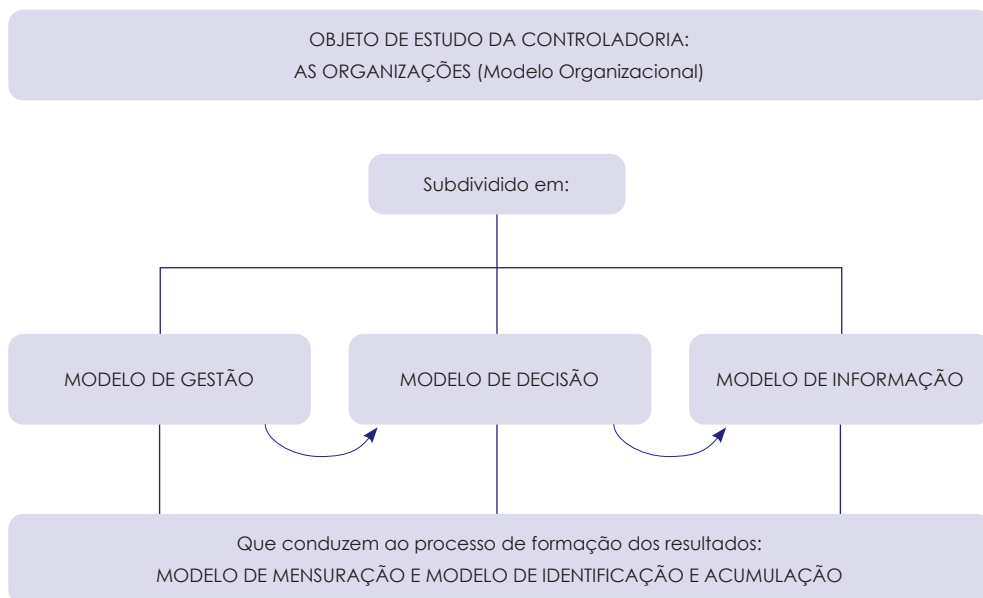 OBJETO DE ESTUDO DA CONTROLADORIA:
AS ORGANIZAÇÕES (Modelo Organizacional)
Subdividido em:
MODELO DE GESTÃO
MODELO DE DECISÃO
MODELO DE INFORMAÇÃO
Que conduzem ao processo de formação dos resultados:
MODELO DE MENSURAÇÃO E MODELO DE IDENTIFICAÇÃO E ACUMULAÇÃO